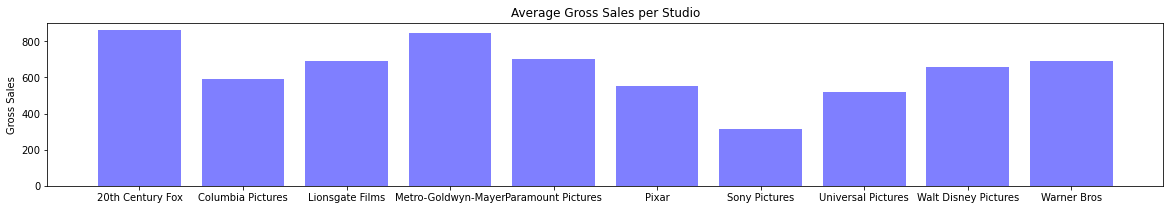 Average Gross Sales per Studio
Gross Sales
800
600
400
200
0
20th Century Fox
Columbia Pictures
Lionsgate Films
Metro-Goldwyn-Mayer
Paramount Pictures
Pixar
Sony Pictures
Universal Pictures
Walt Disney Pictures
Warner Bros